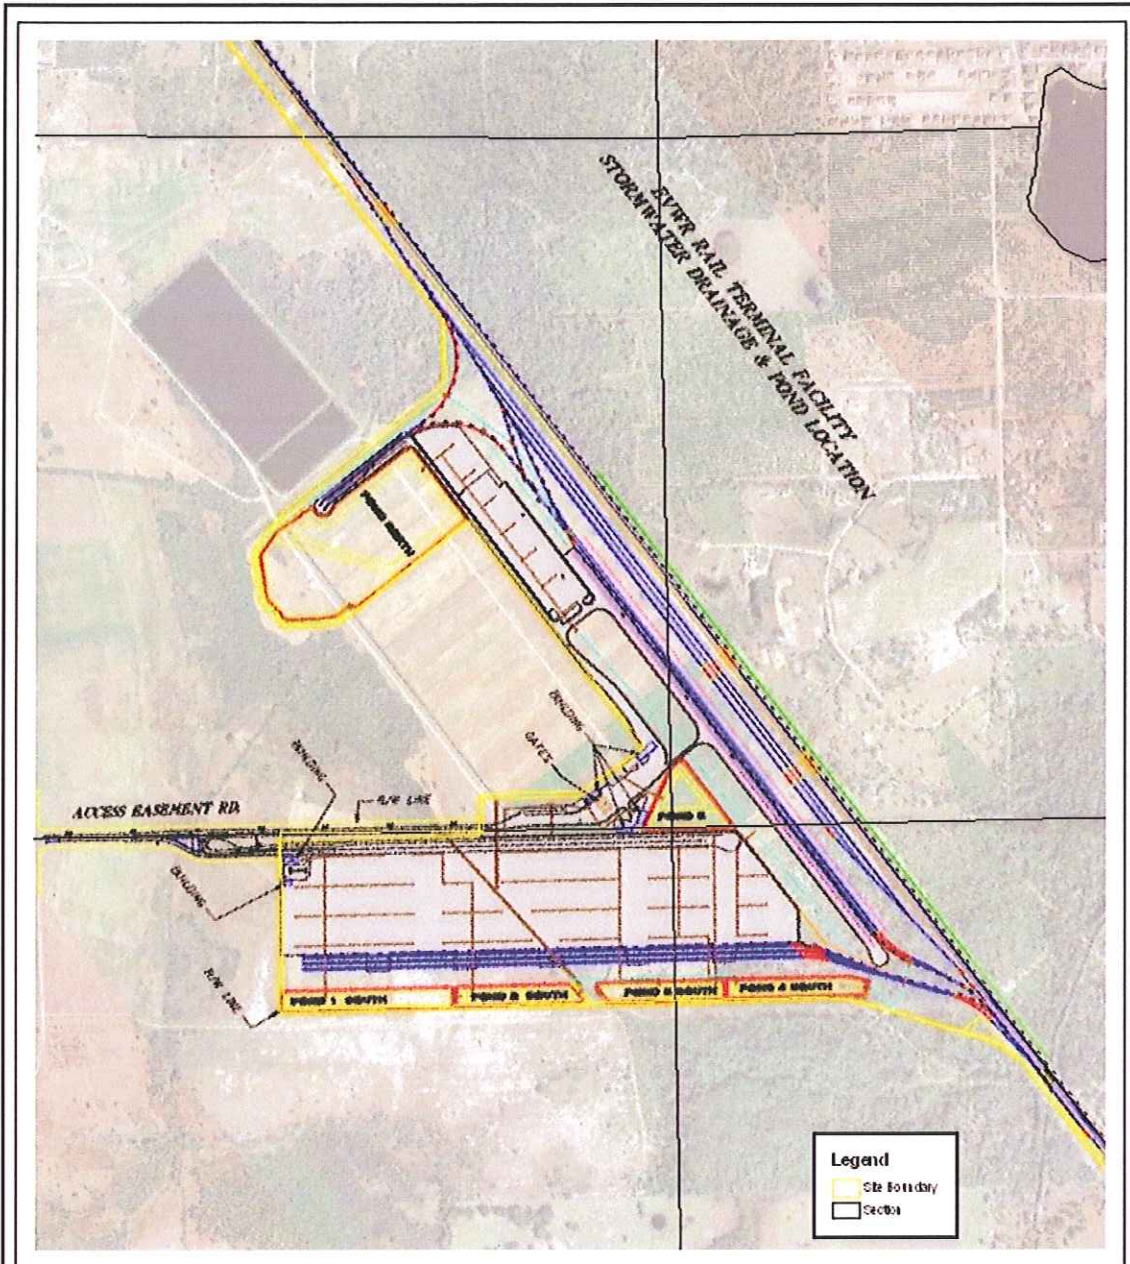 EVWR RAIL TERMINAL FACILITY
STORMWATER DRAINAGE & POND LOCATION
POND NORTH
BUILDING
GATES
BUILDING
R/W LINE
ACCESS EASEMENT RD.
POND
BUILDING
R/W LINE
POND 1 SOUTH
POND 2 SOUTH
POND 3 SOUTH
POND 4 SOUTH
Legend
Site Boundary
Section